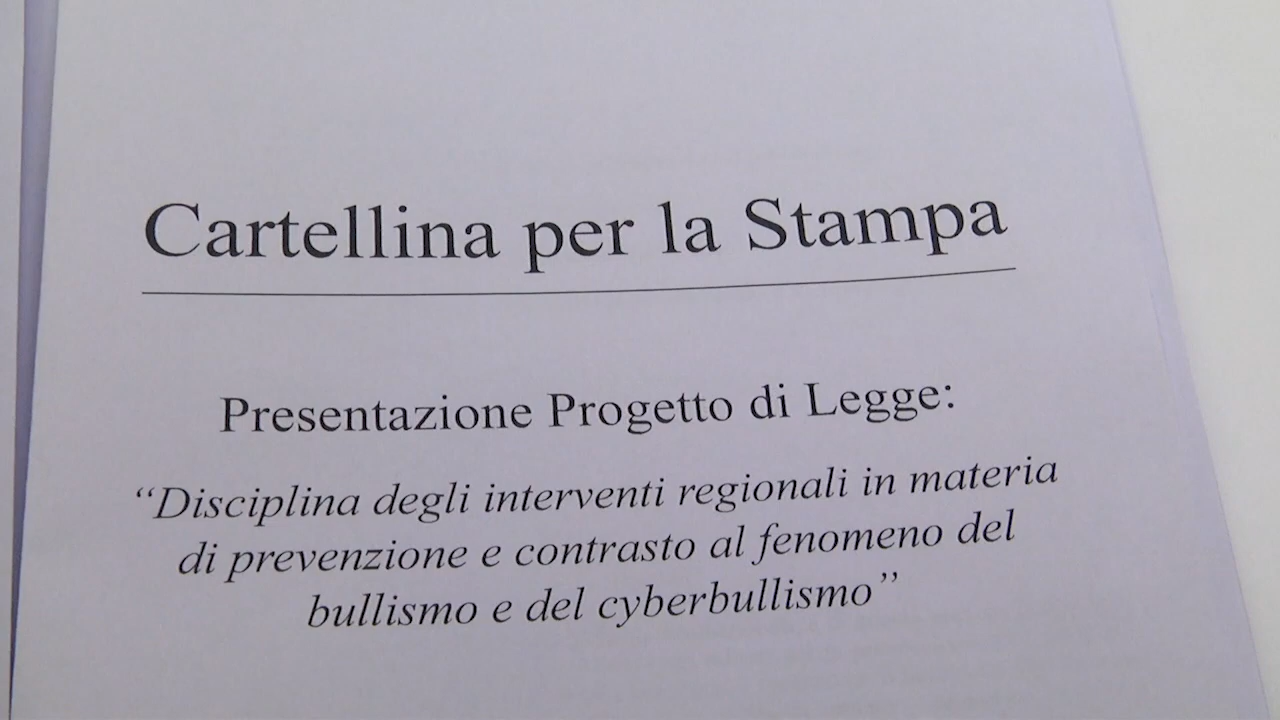 Cartellina per la Stampa
Presentazione Progetto di Legge:
“Disciplina degli interventi regionali in materia
di prevenzione e contrasto al fenomeno del
bullismo e del cyberbullismo”